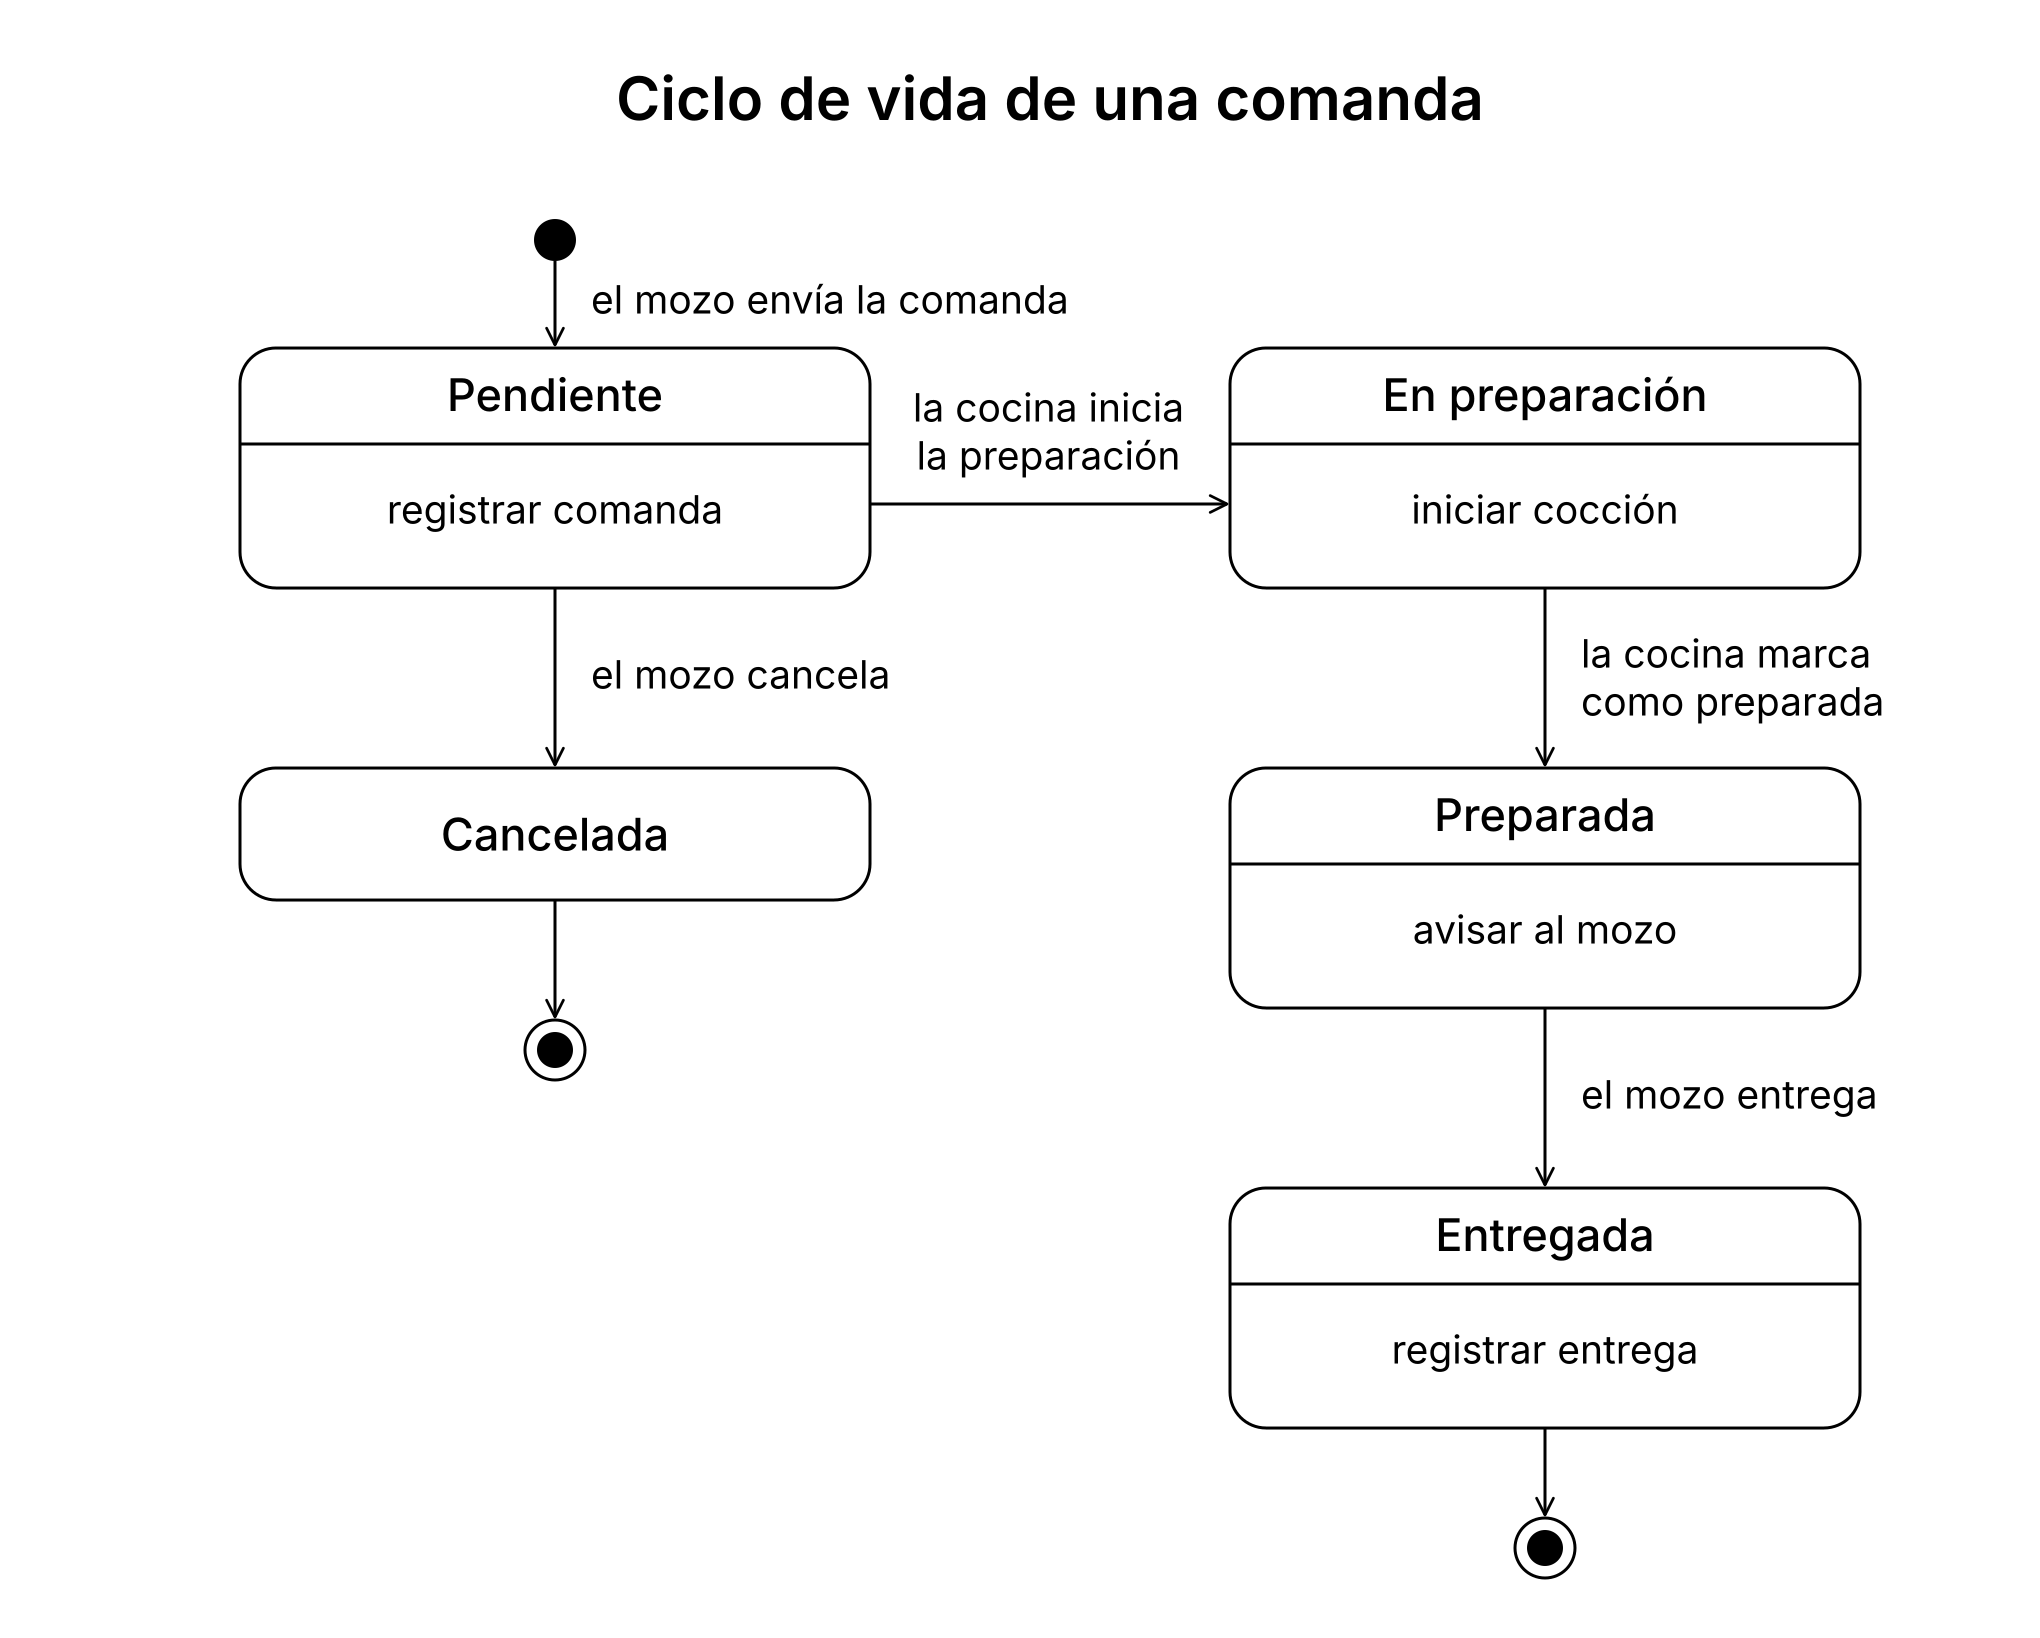 Ciclo de vida de una comanda
el mozo envía la comanda
Pendiente
registrar comanda
la cocina inicia
la preparación
En preparación
iniciar cocción
el mozo cancela
la cocina marca
como preparada
Cancelada
Preparada
avisar al mozo
el mozo entrega
Entregada
registrar entrega